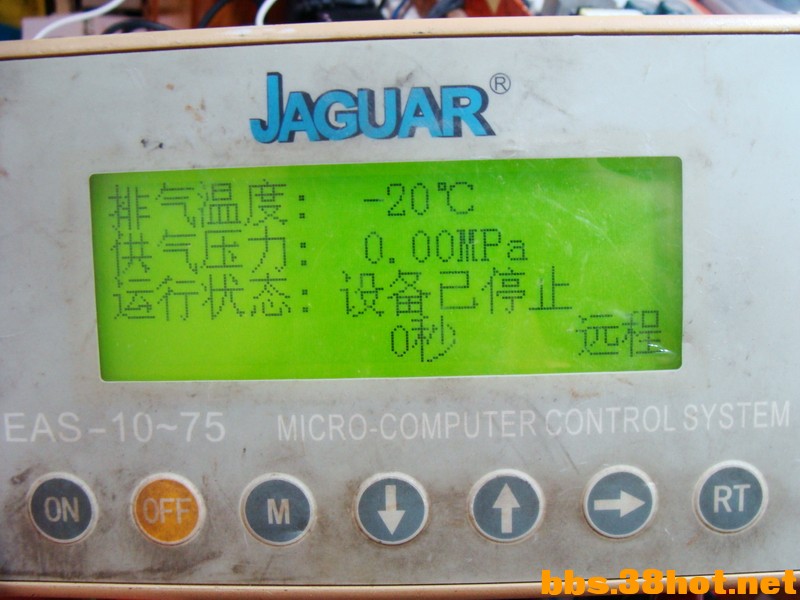 JAGUAR®
排气温度: -20℃
供气压力: 0.00MPa
运行状态: 设备已停止
0秒 远程
EAS-10~75 MICRO-COMPUTER CONTROL SYSTEM
ON OFF M ↓ ↑ → RT
bbs.38hot.net